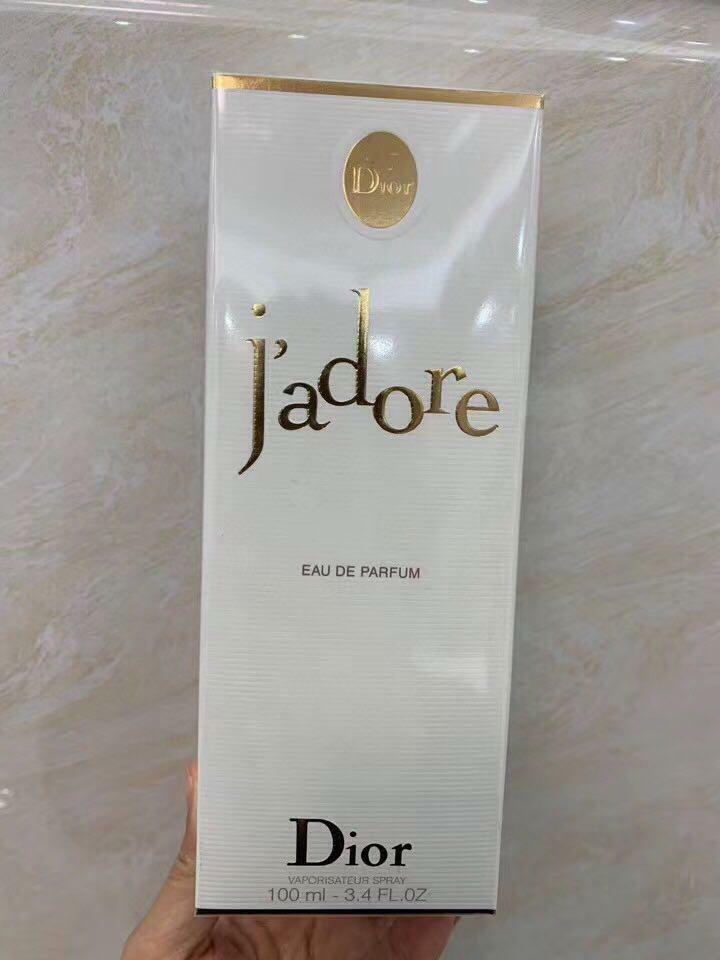 Dior
j'adore
EAU DE PARFUM
Dior
VAPORISATEUR SPRAY
100 ml - 3.4 FL.OZ